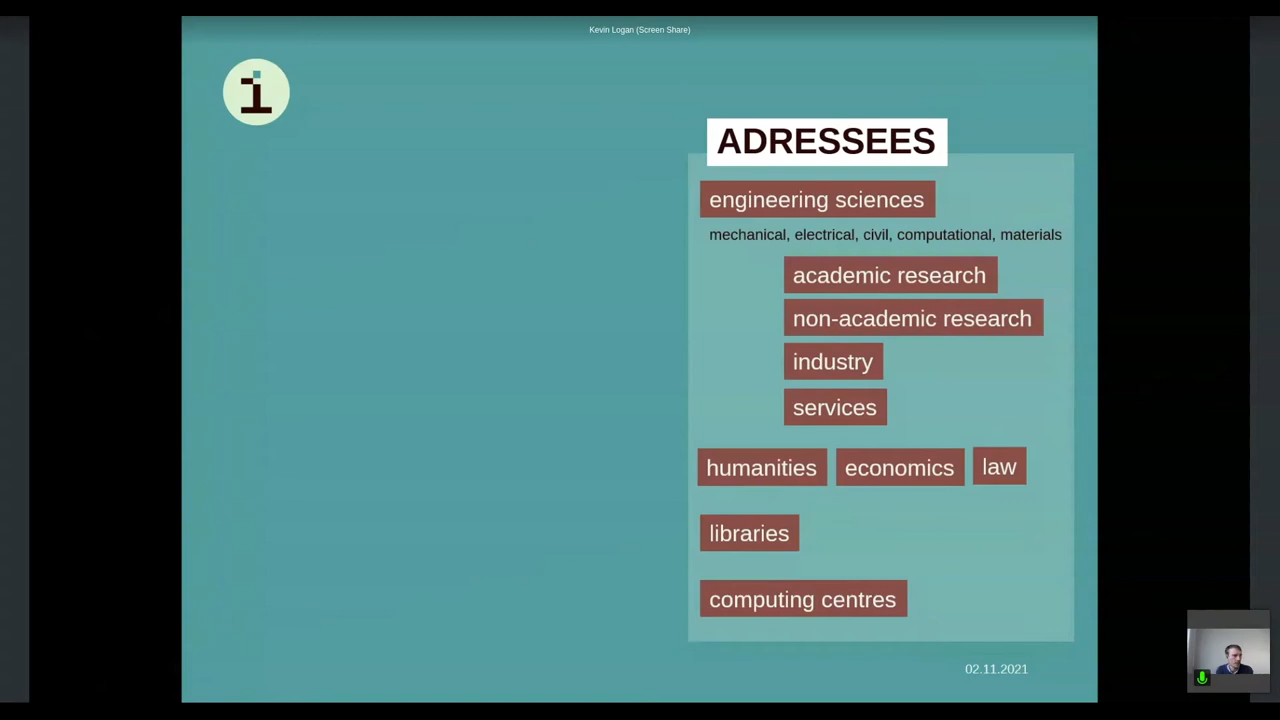 Kevin Logan (Screen Share)
i
ADRESSEES
engineering sciences
mechanical, electrical, civil, computational, materials
academic research
non-academic research
industry
services
humanities economics law
libraries
computing centres
02.11.2021